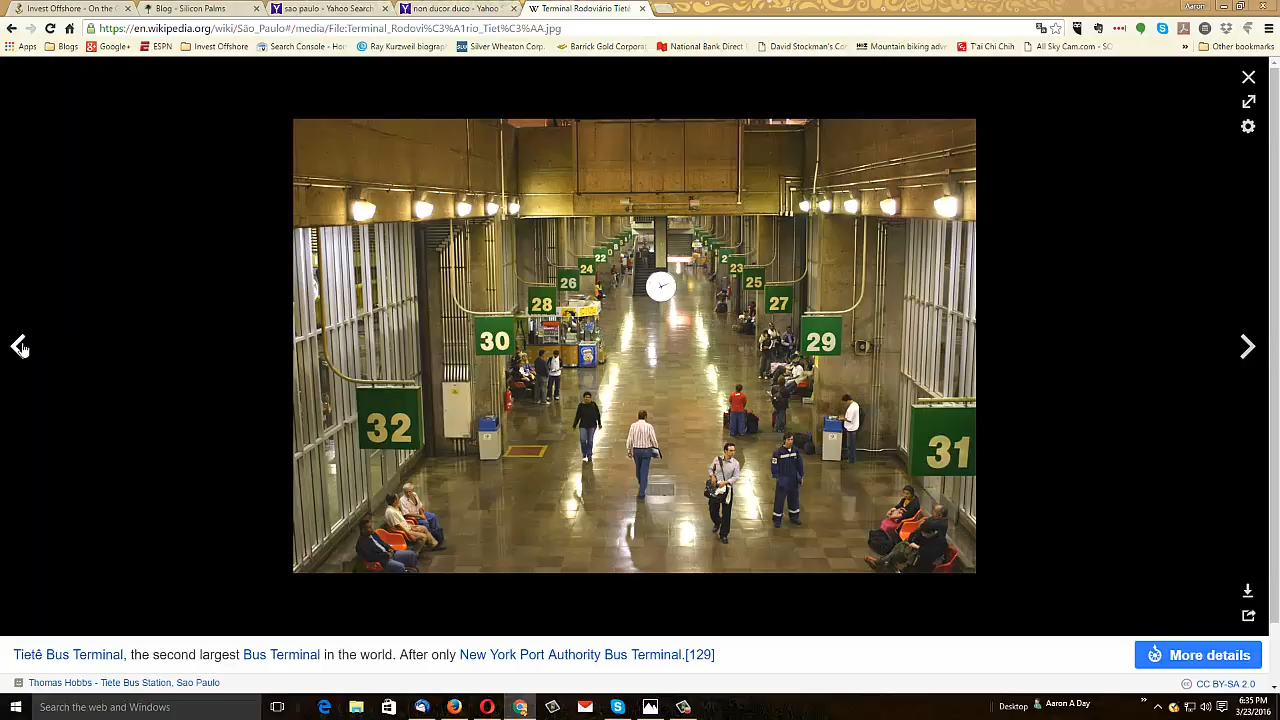 Invest Offshore - On the
Blog - Silicon Palms
sao paulo - Yahoo Search
non ducor duco - Yahoo
Terminal Rodoviário Tiet
Aaron
https://en.wikipedia.org/wiki/São_Paulo#/media/File:Terminal_Rodovi%C3%A1rio_Tiet%C3%AA.jpg
Apps
Blogs
Google+
ESPN
Invest Offshore
Search Console - Hom
Ray Kurzweil biograp
Silver Wheaton Corp.
Barrick Gold Corporat
National Bank Direct
David Stockman's Co
Mountain biking adv
T'ai Chi Chih
All Sky Cam.com - SC
»
Other bookmarks
22
24
26
28
30
32
2
23
25
27
29
31
Tietê Bus Terminal, the second largest Bus Terminal in the world. After only New York Port Authority Bus Terminal.[129]
More details
Thomas Hobbs - Tiete Bus Station, Sao Paulo
CC BY-SA 2.0
Search the web and Windows
Desktop
Aaron A Day
6:35 PM
3/23/2016